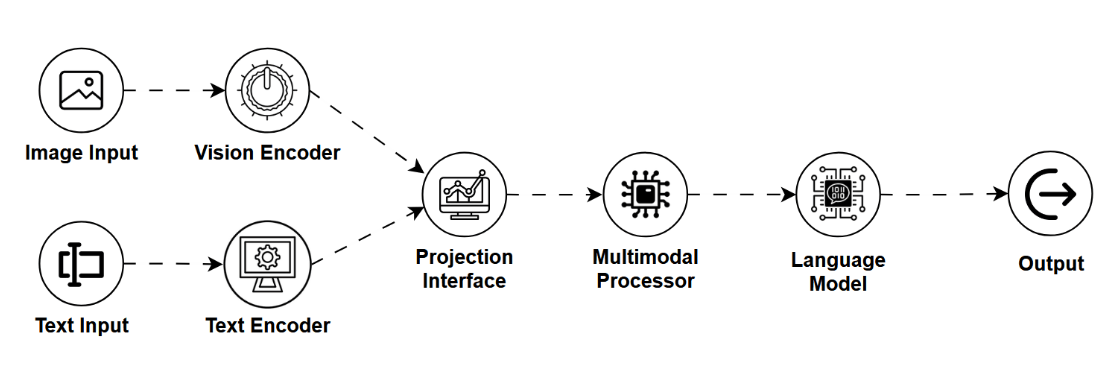 Image Input
Vision Encoder
Text Input
Text Encoder
Projection
Interface
Multimodal
Processor
Language
Model
Output